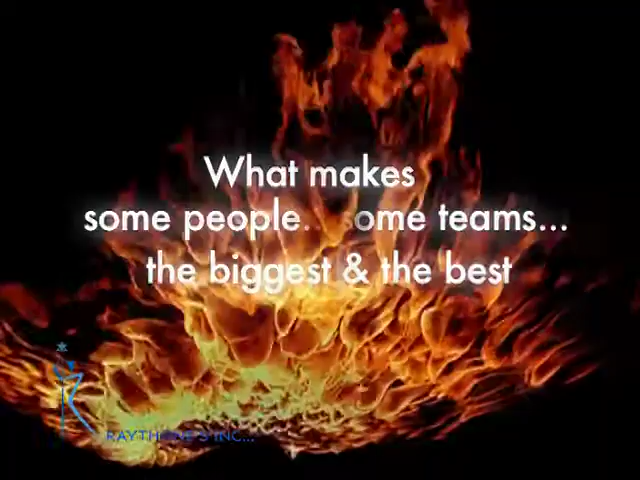 What makes
some people... some teams...
the biggest & the best